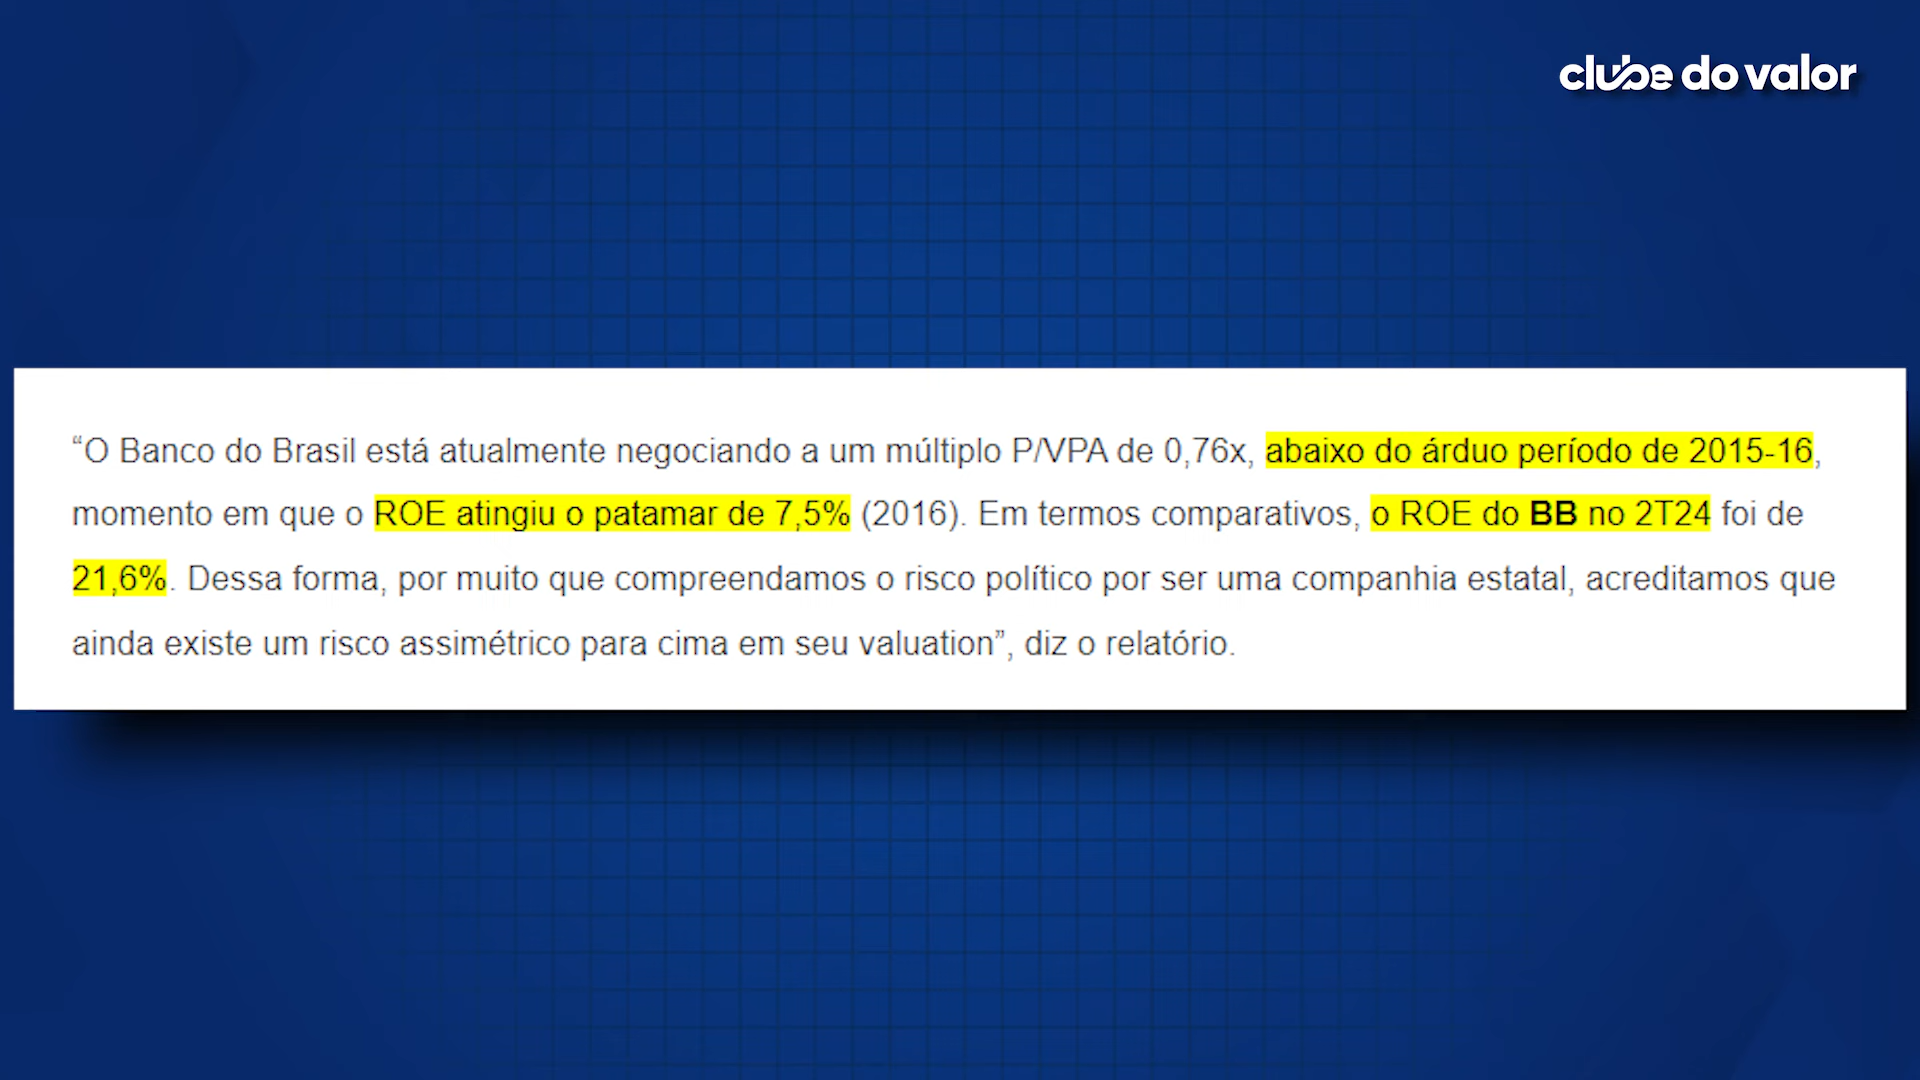 clube do valor
“O Banco do Brasil está atualmente negociando a um múltiplo P/VPA de 0,76x, abaixo do árduo período de 2015-16,
momento em que o ROE atingiu o patamar de 7,5% (2016). Em termos comparativos, o ROE do BB no 2T24 foi de
21,6%. Dessa forma, por muito que compreendamos o risco político por ser uma companhia estatal, acreditamos que
ainda existe um risco assimétrico para cima em seu valuation”, diz o relatório.